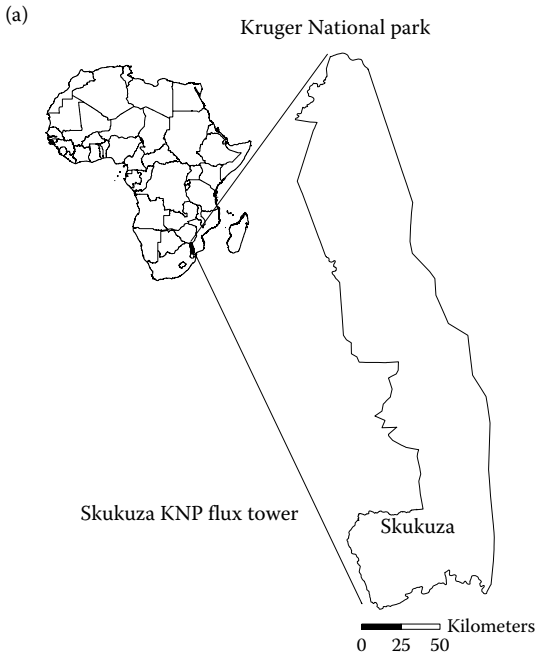 (a)
Kruger National park
Skukuza KNP flux tower
Skukuza
Kilometers
0 25 50